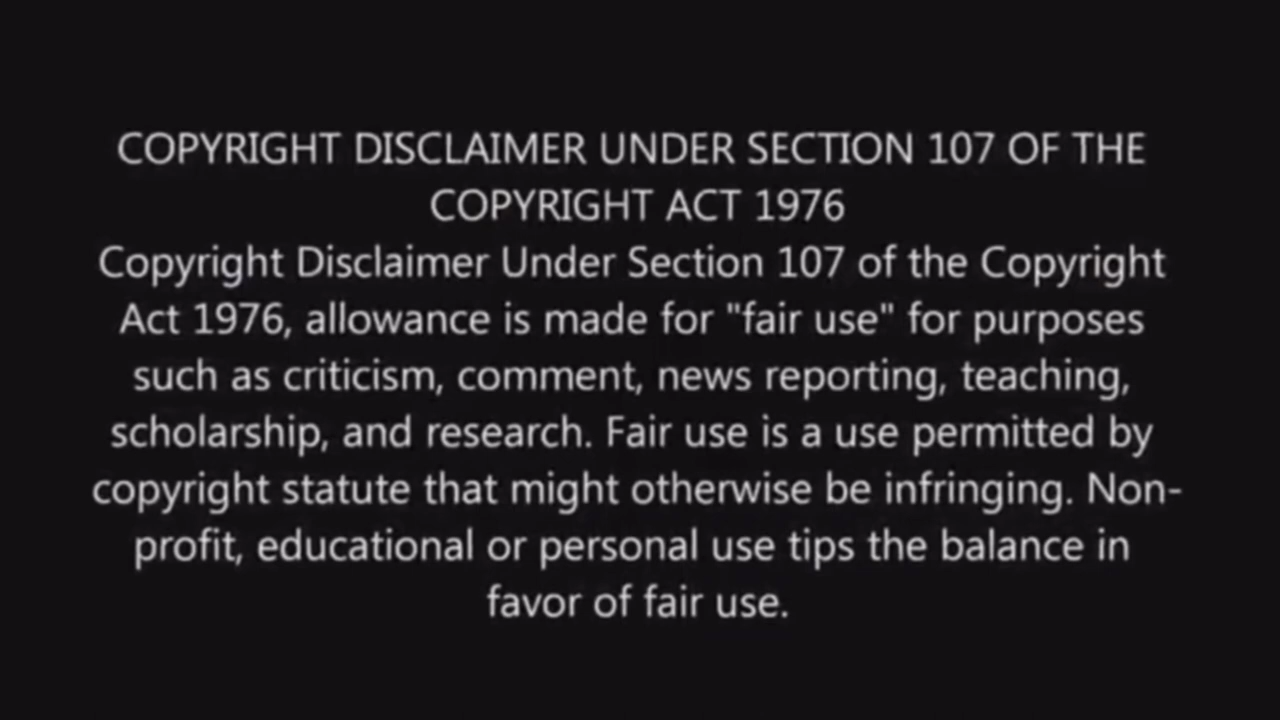 COPYRIGHT DISCLAIMER UNDER SECTION 107 OF THE
COPYRIGHT ACT 1976
Copyright Disclaimer Under Section 107 of the Copyright
Act 1976, allowance is made for "fair use" for purposes
such as criticism, comment, news reporting, teaching,
scholarship, and research. Fair use is a use permitted by
copyright statute that might otherwise be infringing. Non-
profit, educational or personal use tips the balance in
favor of fair use.